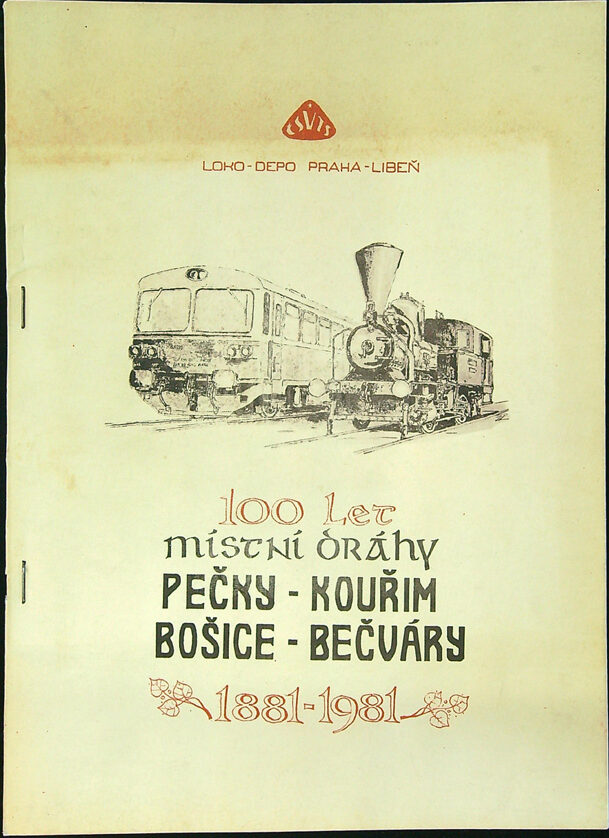 ČSVTS
LOKO-DEPO PRAHA-LIBEŇ
100 Let
místní dráhy
PEČKY - KOUŘIM
BOŠICE - BEČVÁRY
1881-1981